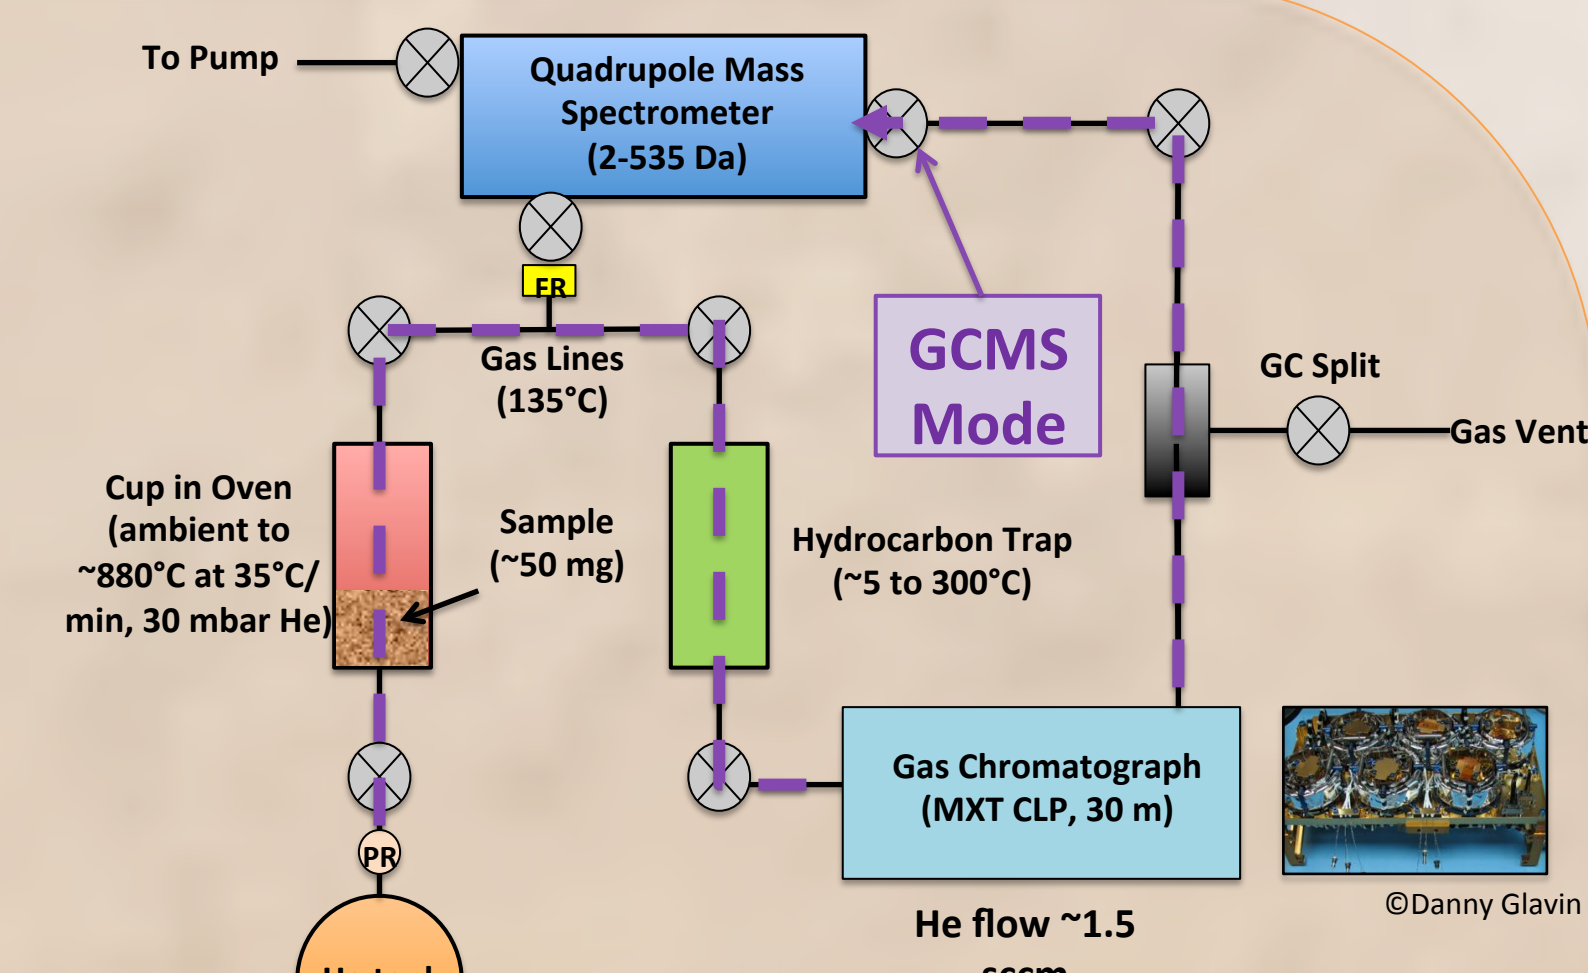 To Pump
Quadrupole Mass
Spectrometer
(2-535 Da)
FR
Gas Lines
(135°C)
GCMS
Mode
GC Split
Gas Vent
Cup in Oven
(ambient to
~880°C at 35°C/
min, 30 mbar He)
Sample
(~50 mg)
Hydrocarbon Trap
(~5 to 300°C)
Gas Chromatograph
(MXT CLP, 30 m)
PR
©Danny Glavin
He flow ~1.5
sccm